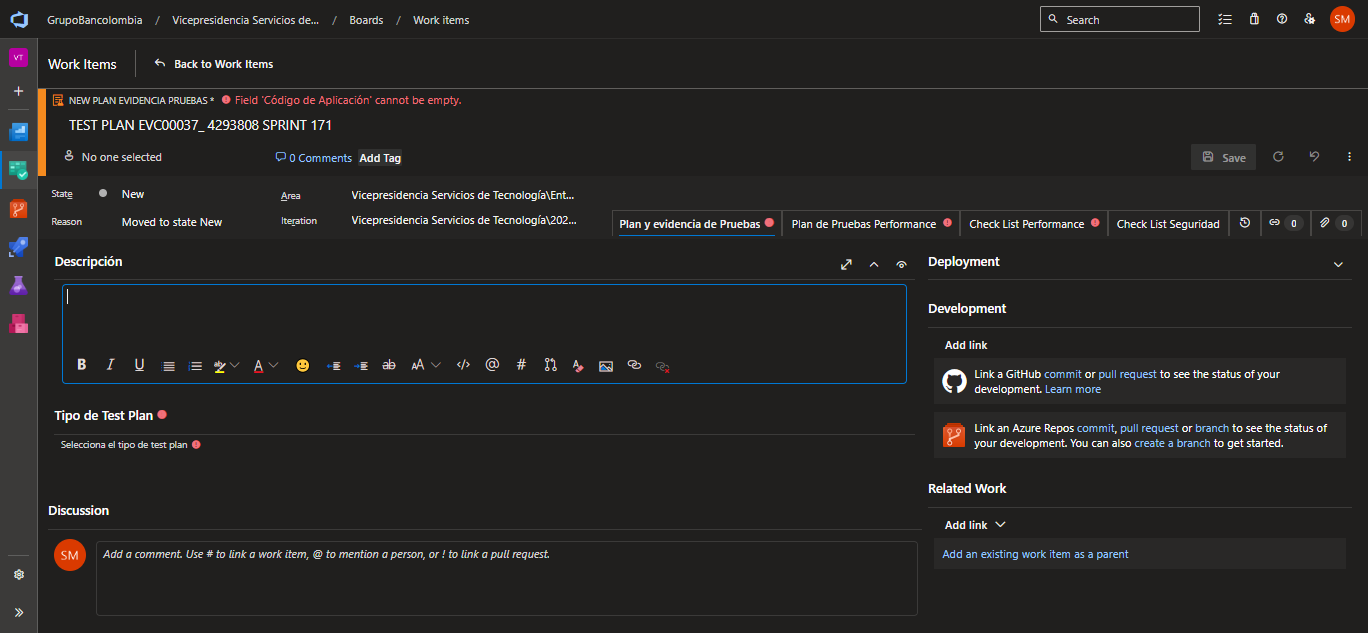 GrupoBancolombia / Vicepresidencia Servicios de... / Boards / Work items
Search
SM
VT
Work Items
Back to Work Items
NEW PLAN EVIDENCIA PRUEBAS *
Field 'Código de Aplicación' cannot be empty.
TEST PLAN EVC00037_ 4293808 SPRINT 171
No one selected
0 Comments
Add Tag
Save
State
New
Area
Vicepresidencia Servicios de Tecnología\Ent...
Reason
Moved to state New
Iteration
Vicepresidencia Servicios de Tecnología\202...
Plan y evidencia de Pruebas
Plan de Pruebas Performance
Check List Performance
Check List Seguridad
0
0
Descripción
B I U ab A ab AA </> @ #
Tipo de Test Plan
Selecciona el tipo de test plan
Discussion
SM
Add a comment. Use # to link a work item, @ to mention a person, or ! to link a pull request.
Deployment
Development
Add link
Link a GitHub commit or pull request to see the status of your
development. Learn more
Link an Azure Repos commit, pull request or branch to see the status of
your development. You can also create a branch to get started.
Related Work
Add link
Add an existing work item as a parent